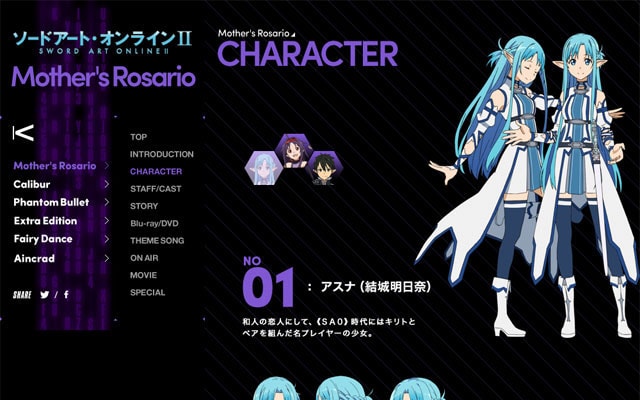 ソードアート・オンラインII
SWORD ART ONLINE II
Mother's Rosario
Mother's Rosario
Calibur
Phantom Bullet
Extra Edition
Fairy Dance
Aincrad
SHARE / f
TOP
INTRODUCTION
CHARACTER
STAFF/CAST
STORY
Blu-ray/DVD
THEME SONG
ON AIR
MOVIE
SPECIAL
Mother's Rosario
CHARACTER
NO
01 : アスナ（結城明日奈）
和人の恋人にして、《SAO》時代にはキリトと
ペアを組んだ名プレイヤーの少女。